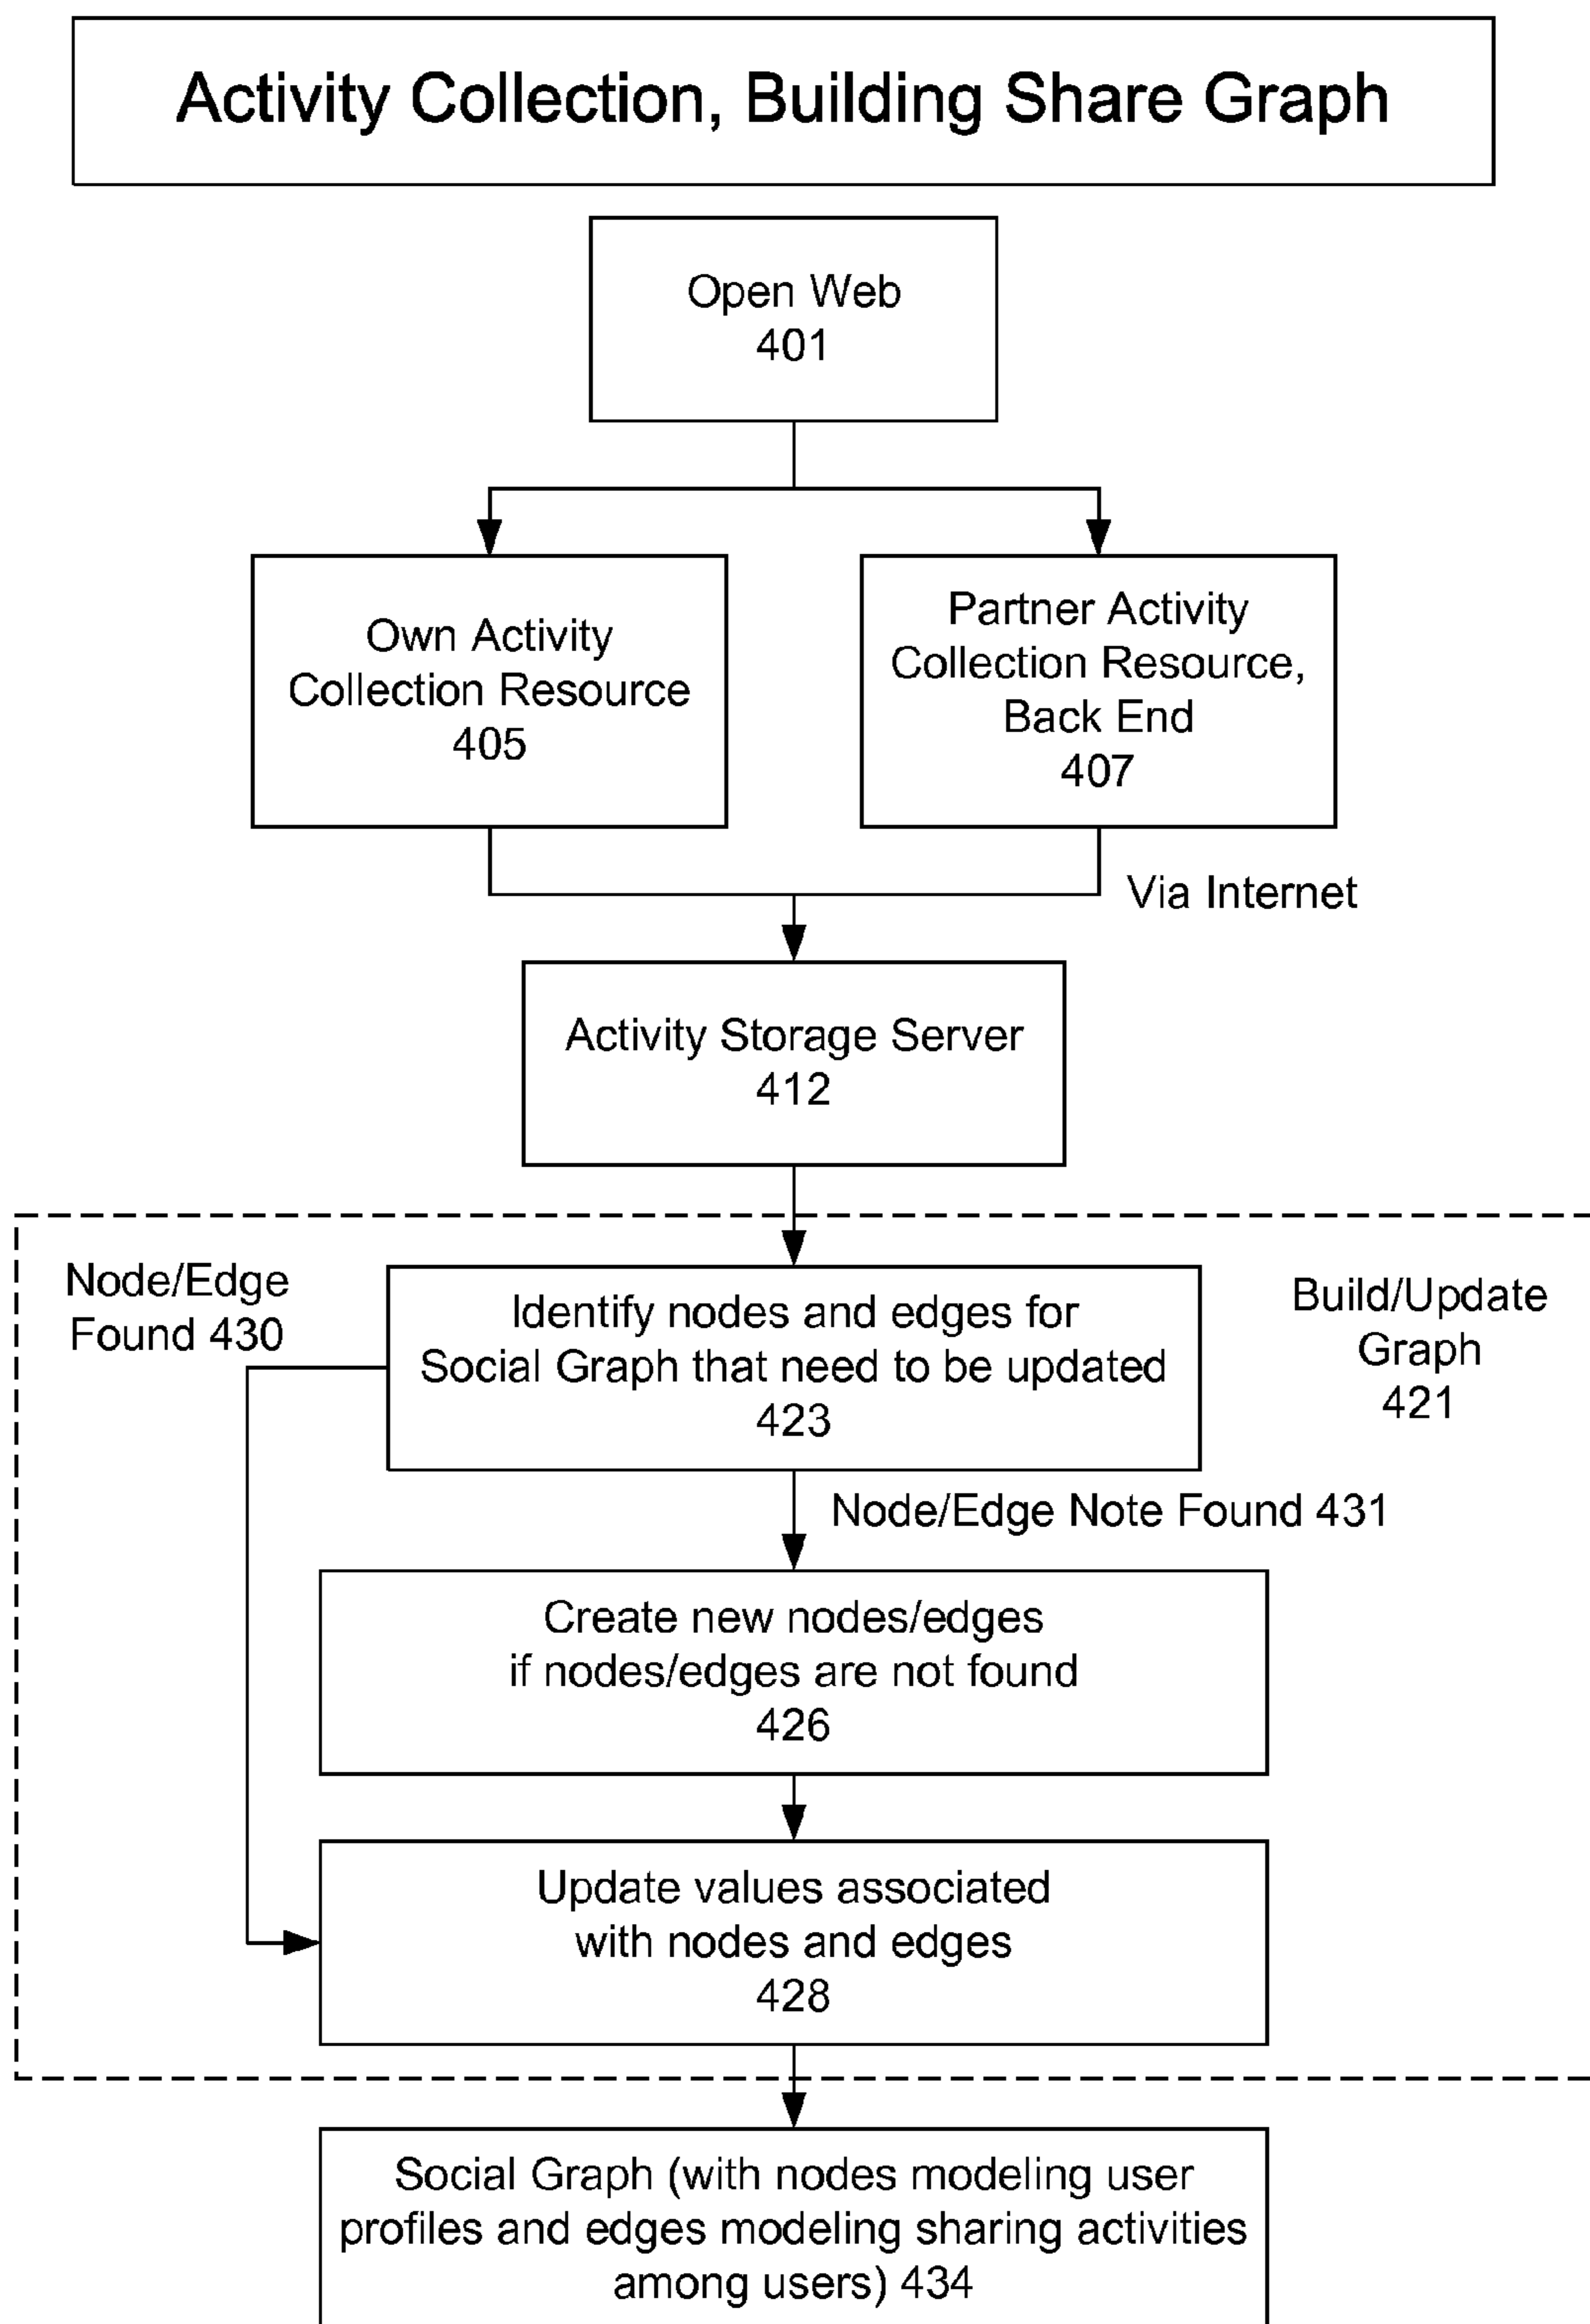 Activity Collection, Building Share Graph
Open Web
401
Own Activity
Collection Resource
405
Partner Activity
Collection Resource,
Back End
407
Via Internet
Activity Storage Server
412
Node/Edge
Found 430
Identify nodes and edges for
Social Graph that need to be updated
423
Build/Update
Graph
421
Node/Edge Note Found 431
Create new nodes/edges
if nodes/edges are not found
426
Update values associated
with nodes and edges
428
Social Graph (with nodes modeling user
profiles and edges modeling sharing activities
among users) 434